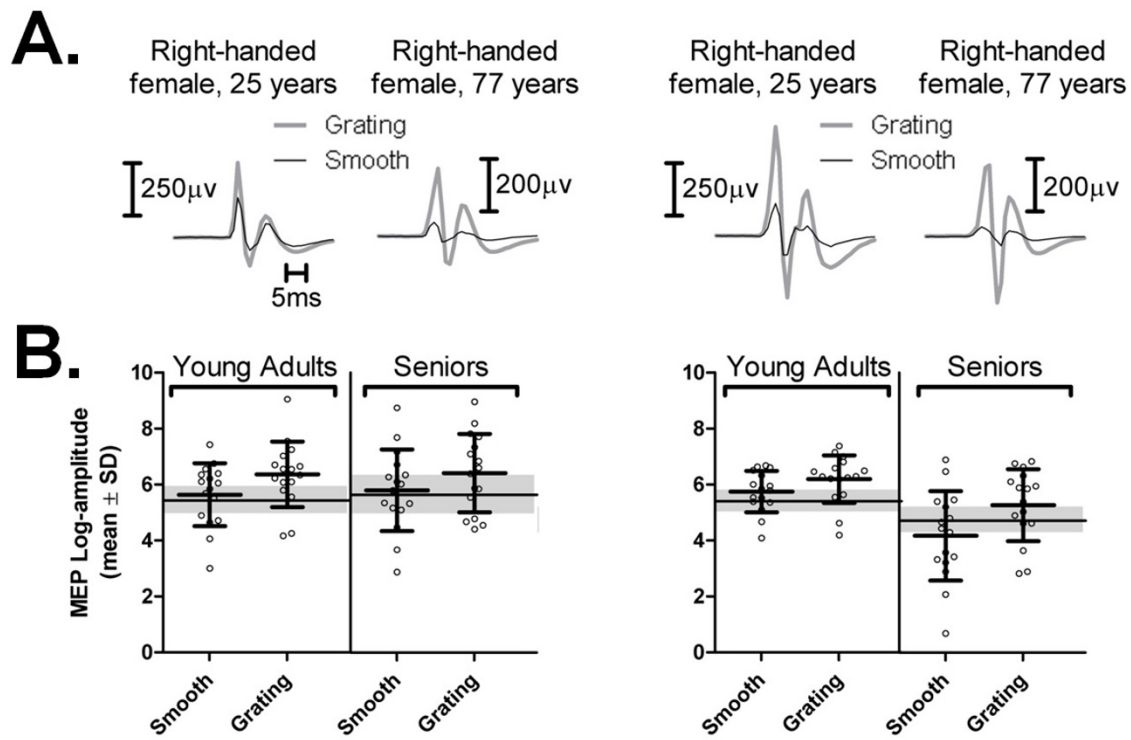 A.
Right-handed
female, 25 years
Right-handed
female, 77 years
Grating
Smooth
250μv
200μv
5ms
Right-handed
female, 25 years
Right-handed
female, 77 years
Grating
Smooth
250μv
200μv
B.
MEP Log-amplitude
(mean ± SD)
Young Adults
Seniors
10
8
6
4
2
0
Smooth
Grating
Smooth
Grating
Young Adults
Seniors
10
8
6
4
2
0
Smooth
Grating
Smooth
Grating